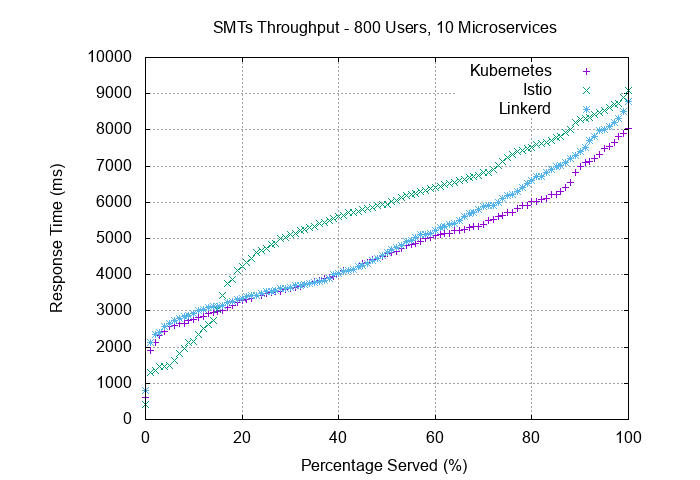 SMTs Throughput - 800 Users, 10 Microservices
10000
9000
8000
7000
6000
5000
4000
3000
2000
1000
0
Response Time (ms)
Kubernetes
Istio
Linkerd
0 20 40 60 80 100
Percentage Served (%)